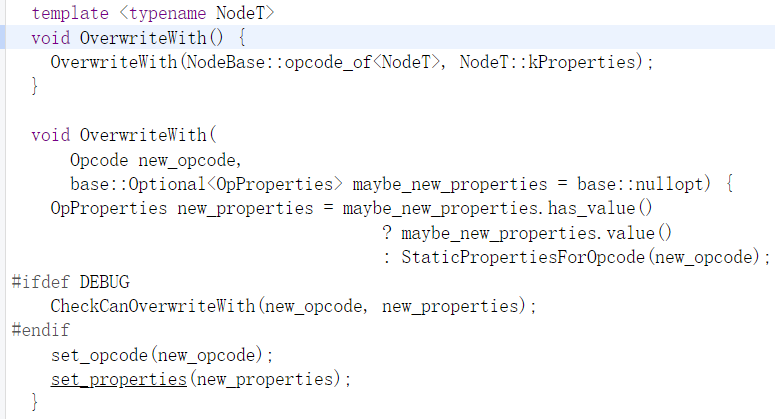 template <typename NodeT>
void OverwriteWith() {
  OverwriteWith(NodeBase::opcode_of<NodeT>, NodeT::kProperties);
}

void OverwriteWith(
    Opcode new_opcode,
    base::Optional<OpProperties> maybe_new_properties = base::nullopt) {
  OpProperties new_properties = maybe_new_properties.has_value()
                                    ? maybe_new_properties.value()
                                    : StaticPropertiesForOpcode(new_opcode);
#ifdef DEBUG
  CheckCanOverwriteWith(new_opcode, new_properties);
#endif
  set_opcode(new_opcode);
  set_properties(new_properties);
}